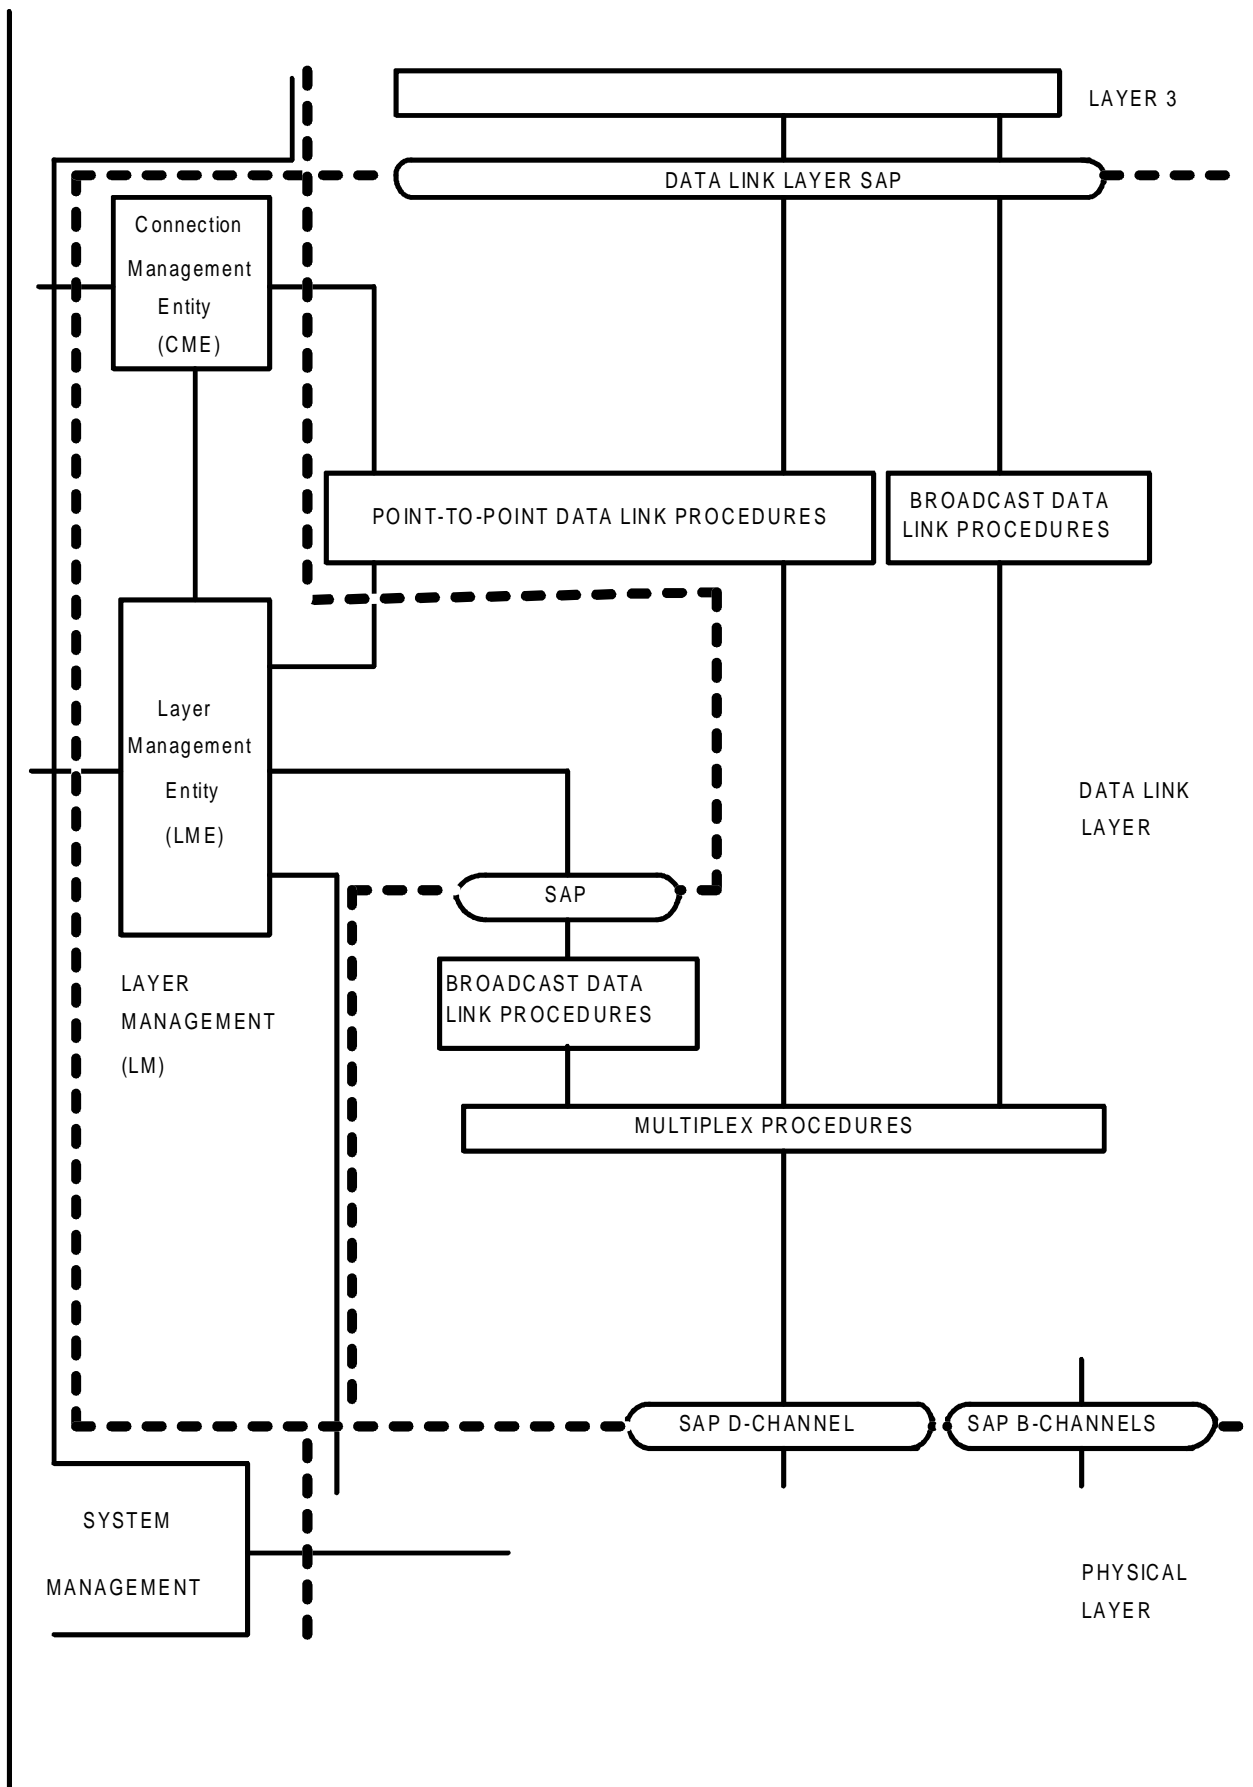 LAYER 3
DATA LINK LAYER SAP
Connection
Management
Entity
(CME)
POINT-TO-POINT DATA LINK PROCEDURES
BROADCAST DATA
LINK PROCEDURES
Layer
Management
Entity
(LME)
DATA LINK
LAYER
SAP
LAYER
MANAGEMENT
(LM)
BROADCAST DATA
LINK PROCEDURES
MULTIPLEX PROCEDURES
SAP D-CHANNEL
SAP B-CHANNELS
SYSTEM
MANAGEMENT
PHYSICAL
LAYER